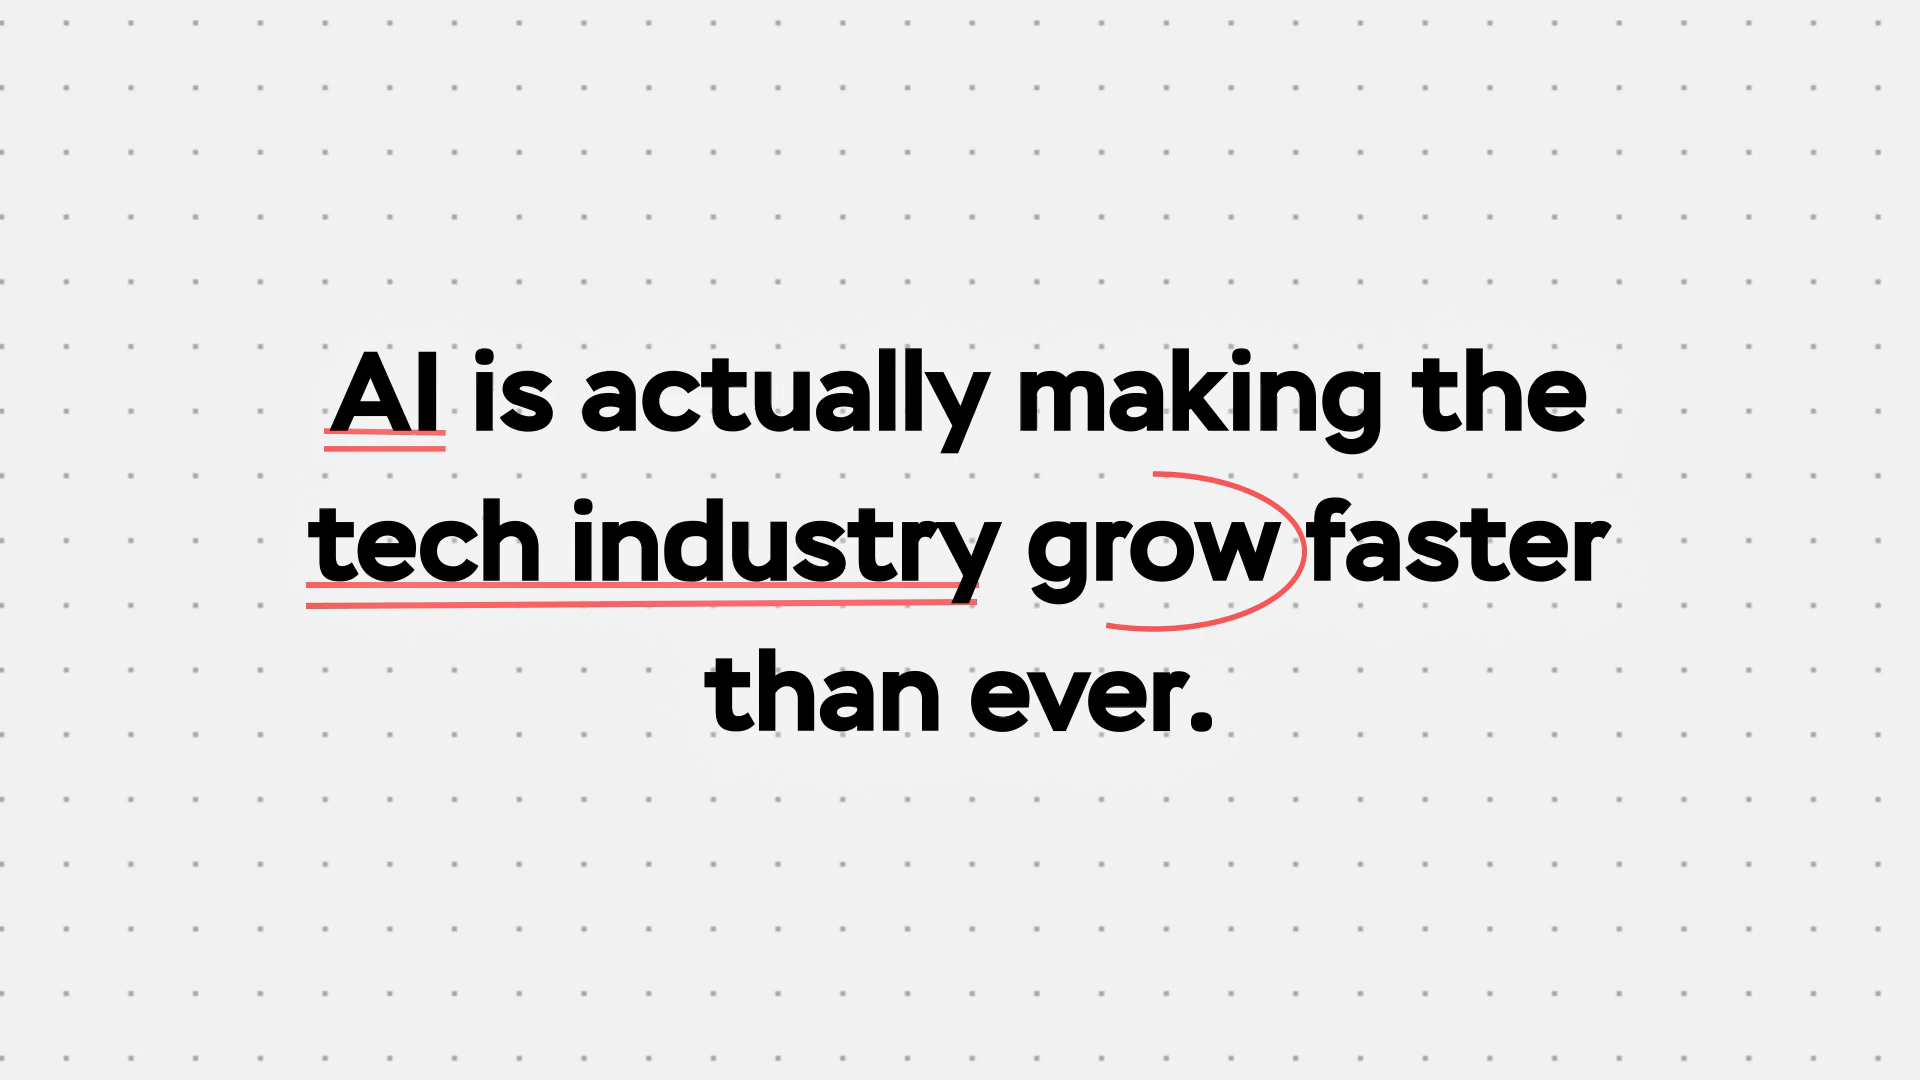 AI is actually making the
tech industry grow faster
than ever.